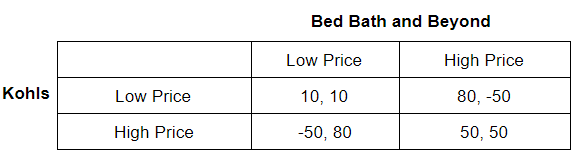 Bed Bath and Beyond
Low Price High Price
Kohls
Low Price 10, 10 80, -50
High Price -50, 80 50, 50